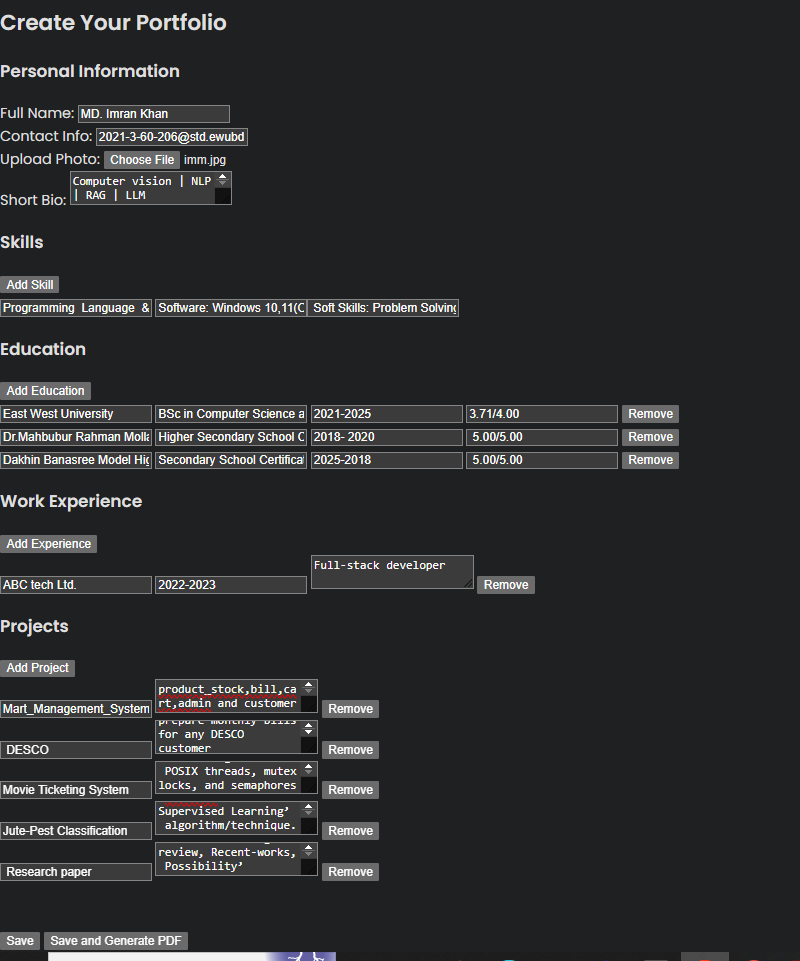 Create Your Portfolio
Personal Information
Full Name: MD. Imran Khan
Contact Info: 2021-3-60-206@std.ewubd
Upload Photo: Choose File imm.jpg
Short Bio: Computer vision | NLP
| RAG | LLM
Skills
Add Skill
Programming Language & Software: Windows 10,11(C Soft Skills: Problem Solving
Education
Add Education
East West University BSc in Computer Science a 2021-2025 3.71/4.00 Remove
Dr.Mahbubur Rahman Molla Higher Secondary School C 2018- 2020 5.00/5.00 Remove
Dakhin Banasree Model Hig Secondary School Certificat 2025-2018 5.00/5.00 Remove
Work Experience
Add Experience
ABC tech Ltd. 2022-2023 Full-stack developer Remove
Projects
Add Project
Mart_Management_System product_stock,bill,ca
rt,admin and customer Remove
DESCO prepare monthly bills
for any DESCO
customer Remove
Movie Ticketing System POSIX threads, mutex
locks, and semaphores Remove
Jute-Pest Classification Supervised Learning’
algorithm/technique. Remove
Research paper review, Recent-works,
Possibility’ Remove
Save Save and Generate PDF